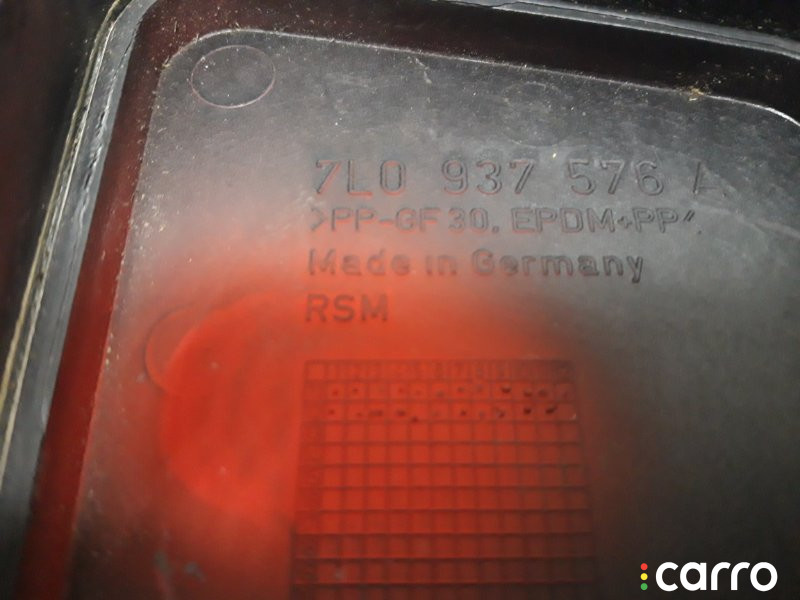 7L0 937 576 A
>PP-GF30. EPDM+PP<
Made in Germany
RSM
carro